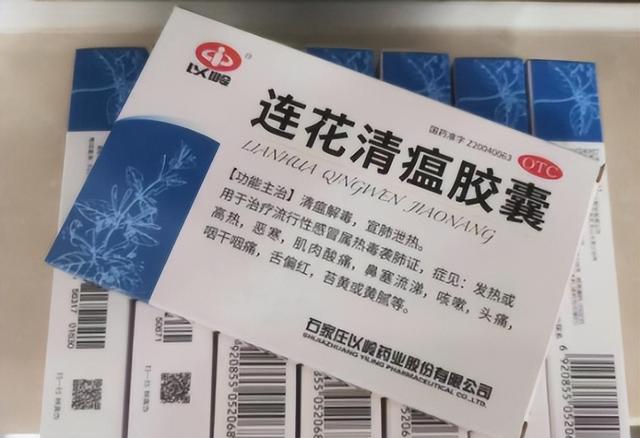 以岭
国药准字 Z20040063
OTC
连花清瘟胶囊
LIANHUA QINGWEN JIAONANG
【功能主治】清瘟解毒，宣肺泄热。
用于治疗流行性感冒属热毒袭肺证，症见：发热或
高热，恶寒，肌肉酸痛，鼻塞流涕，咳嗽，头痛，
咽干咽痛，舌偏红，苔黄或黄腻等。
石家庄以岭药业股份有限公司
SHIJIAZHUANG YILING PHARMACEUTICAL CO.,LTD.
6 920855 05206